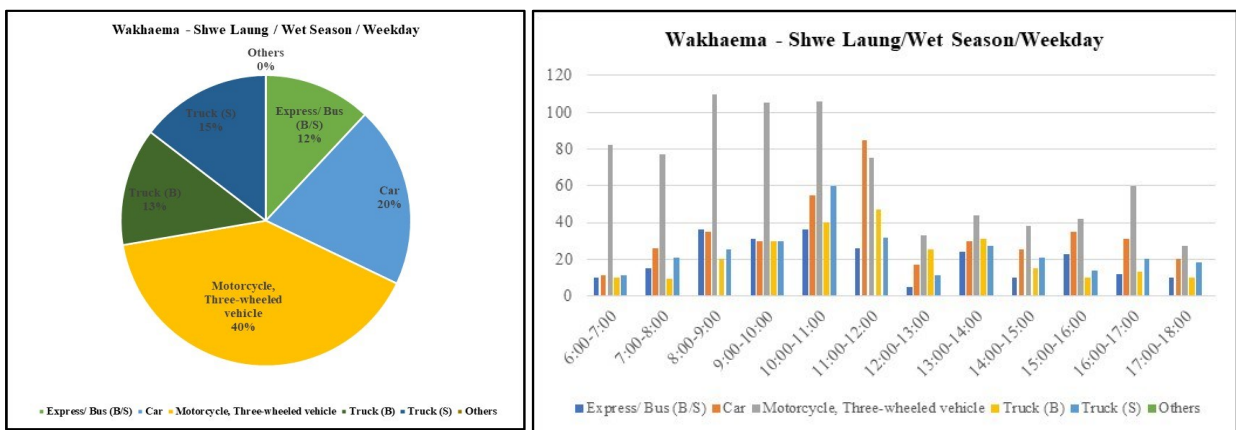 Wakhaema - Shwe Laung / Wet Season / Weekday
Others
0%
Truck (S)
15%
Express/ Bus
(B/S)
12%
Truck (B)
13%
Car
20%
Motorcycle,
Three-wheeled
vehicle
40%
Express/ Bus (B/S) Car Motorcycle, Three-wheeled vehicle Truck (B) Truck (S) Others
Wakhaema - Shwe Laung/Wet Season/Weekday
120
100
80
60
40
20
0
6:00-7:00
7:00-8:00
8:00-9:00
9:00-10:00
10:00-11:00
11:00-12:00
12:00-13:00
13:00-14:00
14:00-15:00
15:00-16:00
16:00-17:00
17:00-18:00
Express/ Bus (B/S) Car Motorcycle, Three-wheeled vehicle Truck (B) Truck (S) Others